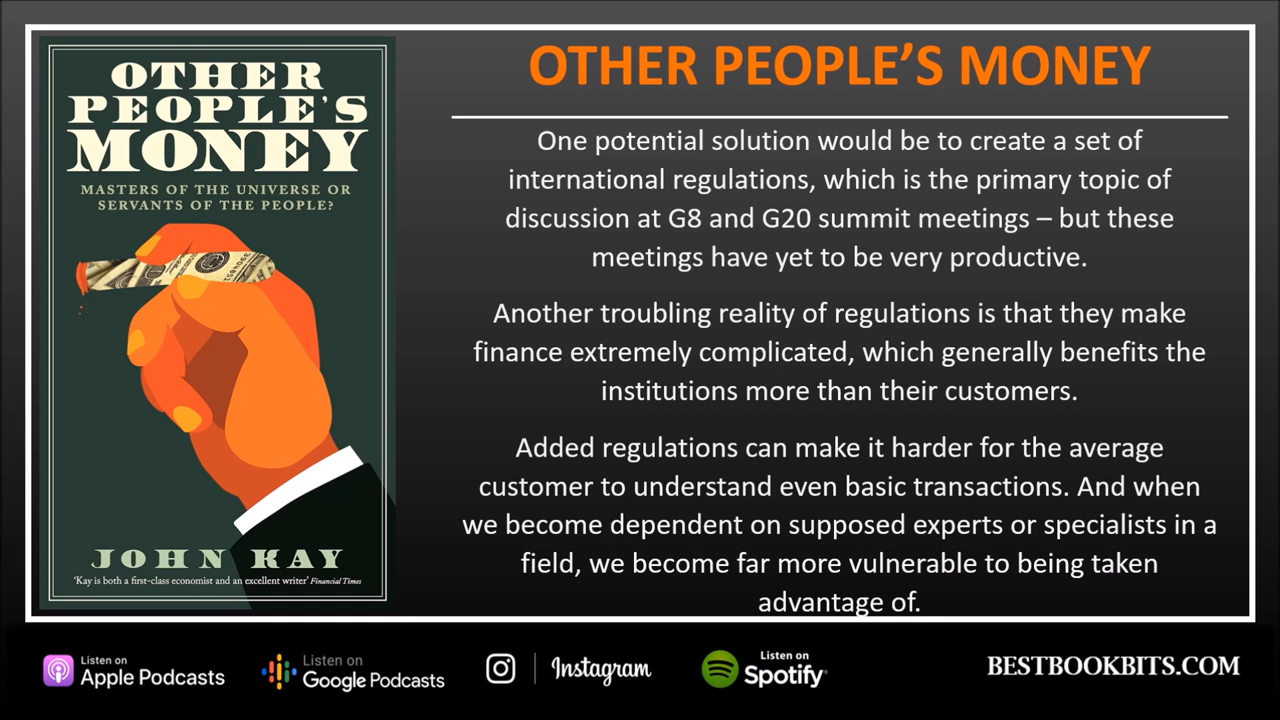 OTHER
PEOPLE'S
MONEY
MASTERS OF THE UNIVERSE OR
SERVANTS OF THE PEOPLE?
JOHN KAY
'Kay is both a first-class economist and an excellent writer' Financial Times
OTHER PEOPLE’S MONEY
One potential solution would be to create a set of
international regulations, which is the primary topic of
discussion at G8 and G20 summit meetings – but these
meetings have yet to be very productive.
Another troubling reality of regulations is that they make
finance extremely complicated, which generally benefits the
institutions more than their customers.
Added regulations can make it harder for the average
customer to understand even basic transactions. And when
we become dependent on supposed experts or specialists in a
field, we become far more vulnerable to being taken
advantage of.
Listen on
Apple Podcasts
Listen on
Google Podcasts
Instagram
Listen on
Spotify
BESTBOOKBITS.COM